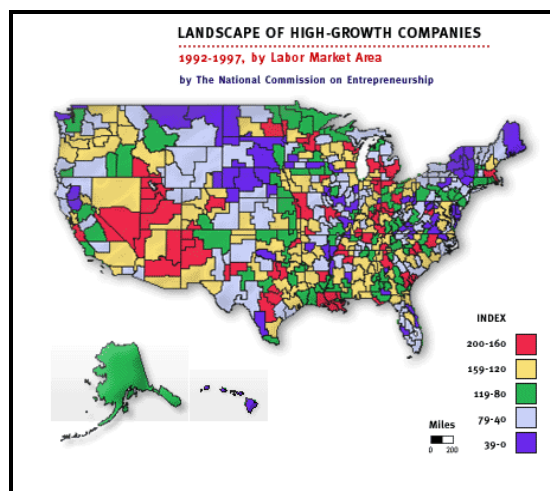 LANDSCAPE OF HIGH-GROWTH COMPANIES
1992-1997, by Labor Market Area
by The National Commission on Entrepreneurship
INDEX
200-160
159-120
119-80
79-40
39-0
Miles
0 200